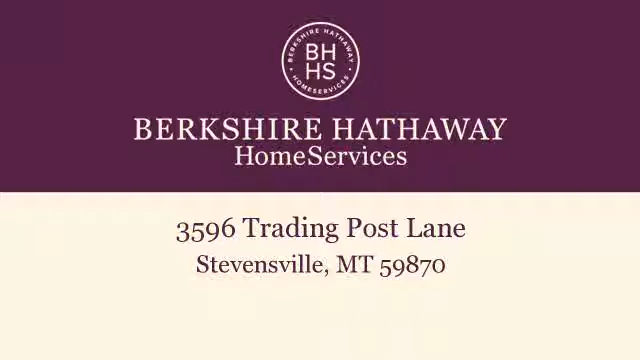 BERKSHIRE HATHAWAY
BH
HS
HOMESERVICES
BERKSHIRE HATHAWAY
HomeServices
3596 Trading Post Lane
Stevensville, MT 59870